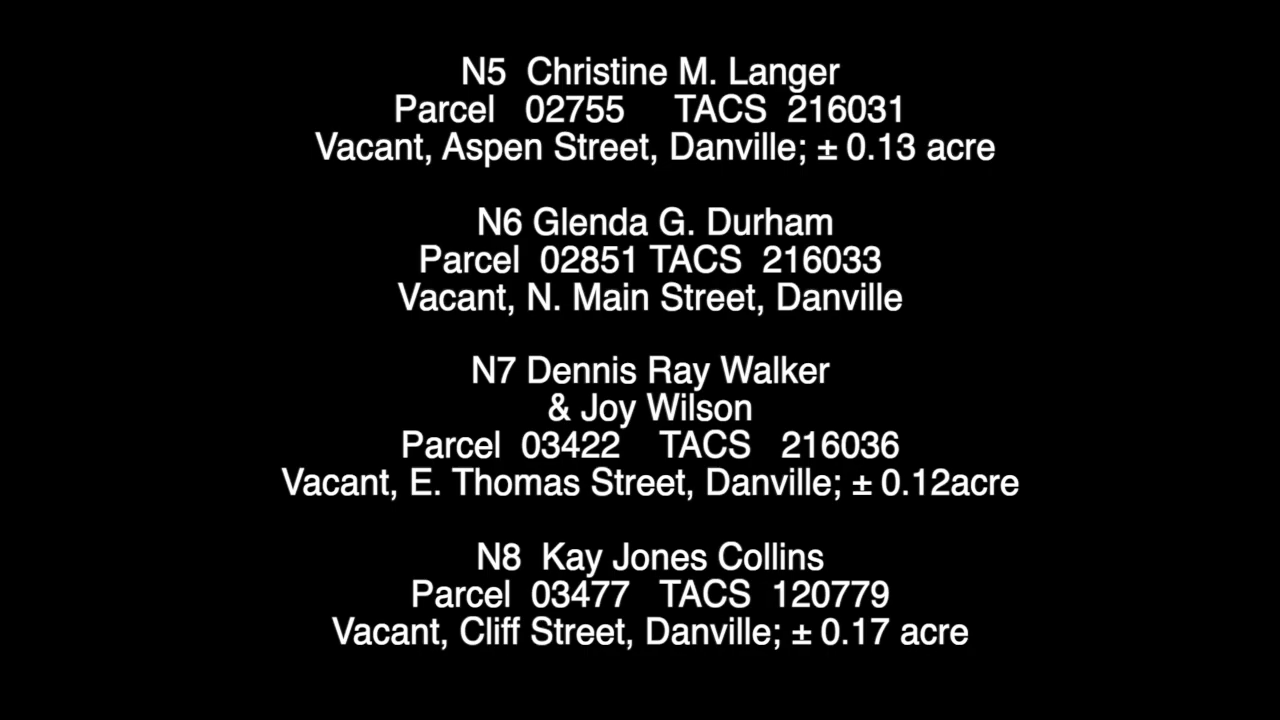 N5 Christine M. Langer
Parcel 02755 TACS 216031
Vacant, Aspen Street, Danville; ± 0.13 acre
N6 Glenda G. Durham
Parcel 02851 TACS 216033
Vacant, N. Main Street, Danville
N7 Dennis Ray Walker
& Joy Wilson
Parcel 03422 TACS 216036
Vacant, E. Thomas Street, Danville; ± 0.12acre
N8 Kay Jones Collins
Parcel 03477 TACS 120779
Vacant, Cliff Street, Danville; ± 0.17 acre